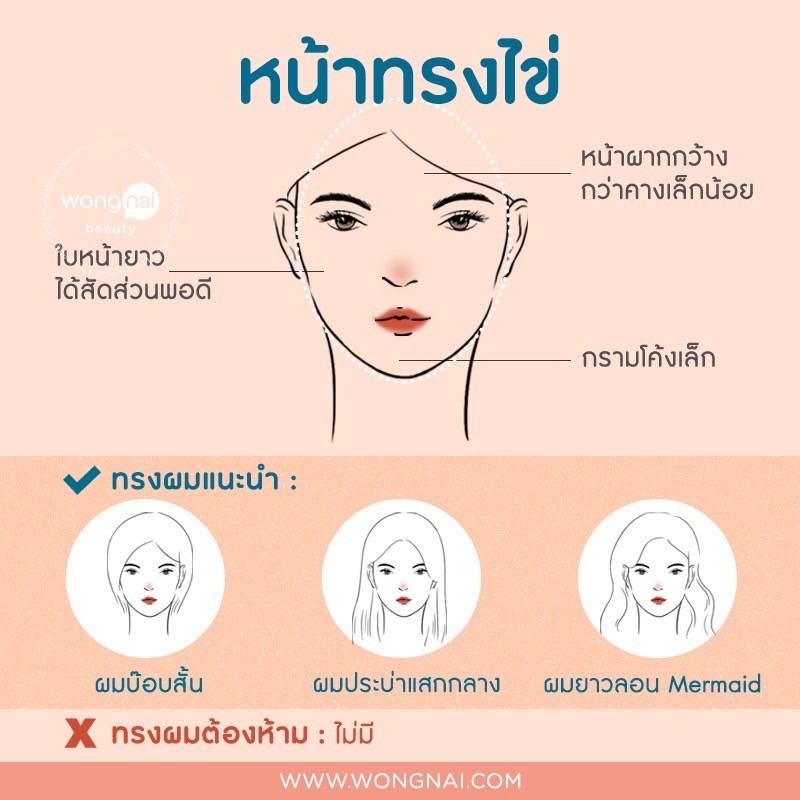 หน้าทรงไข่
หน้าผากกว้าง
กว่าคางเล็กน้อย
wongnai
beauty
ใบหน้ายาว
ได้สัดส่วนพอดี
กรามโค้งเล็ก
ทรงผมแนะนำ :
ผมบ๊อบสั้น
ผมประบ่าแสกกลาง
ผมยาวลอน Mermaid
X ทรงผมต้องห้าม : ไม่มี
WWW.WONGNAI.COM